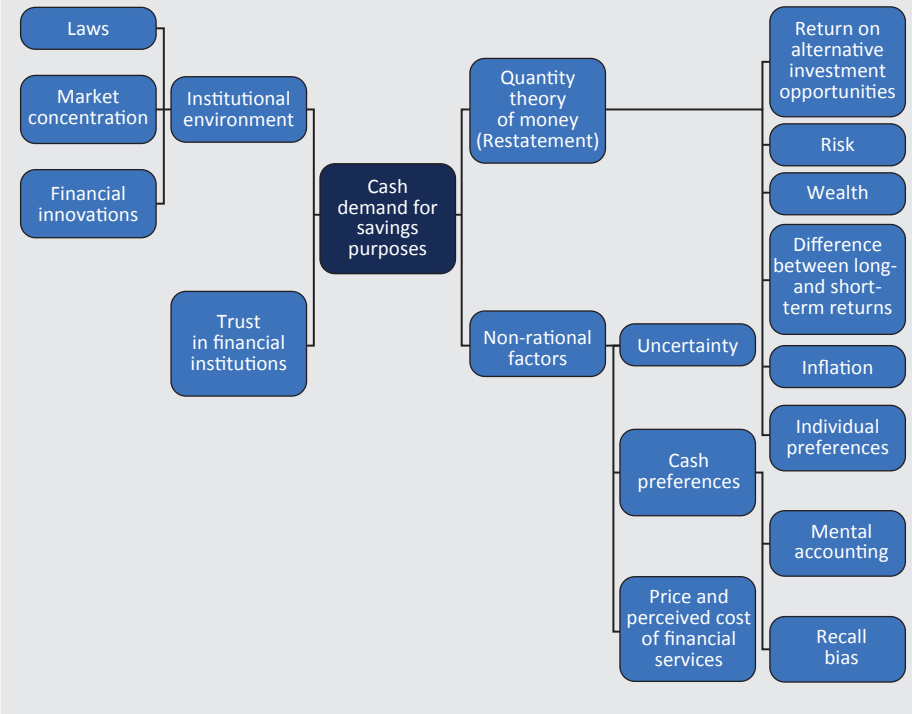 Laws
Market
concentration
Financial
innovations
Institutional
environment
Trust
in financial
institutions
Cash
demand for
savings
purposes
Quantity
theory
of money
(Restatement)
Non-rational
factors
Uncertainty
Cash
preferences
Price and
perceived cost
of financial
services
Return on
alternative
investment
opportunities
Risk
Wealth
Difference
between long-
and short-
term returns
Inflation
Individual
preferences
Mental
accounting
Recall
bias